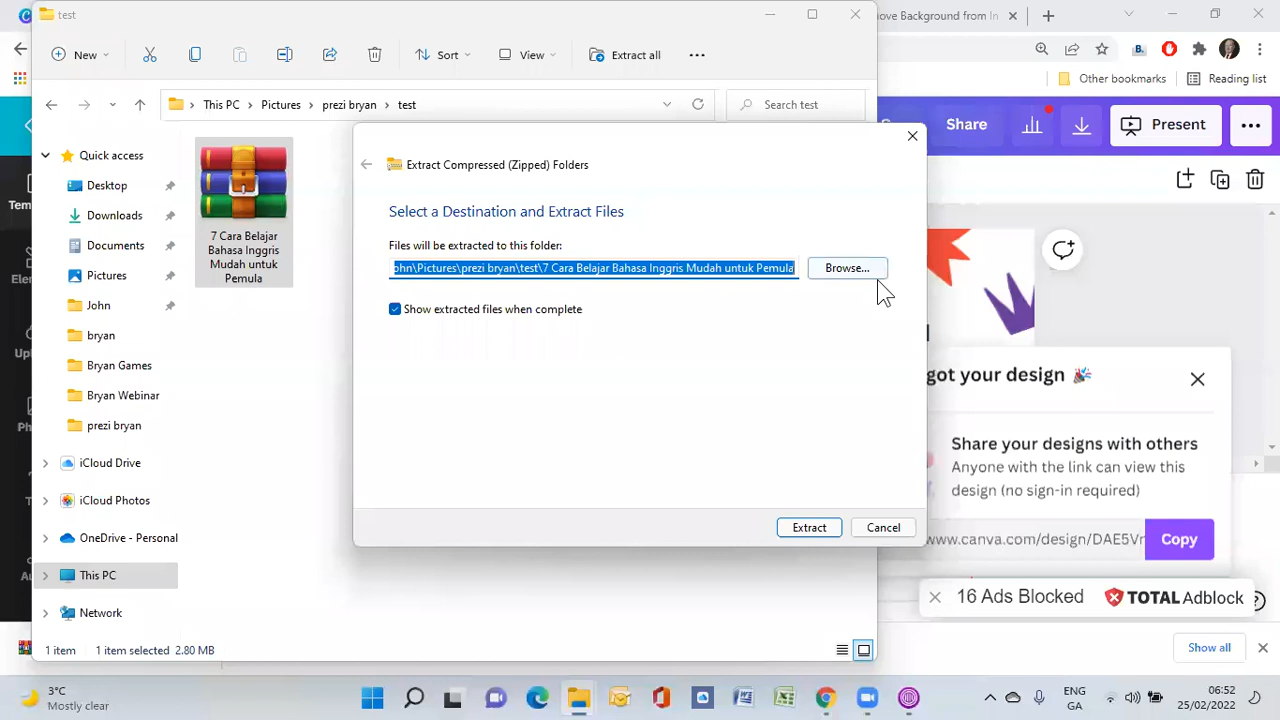 test
ove Background from In
New
Sort
View
Extract all
This PC
Pictures
prezi bryan
test
Search test
Other bookmarks
Reading list
Share
Present
Quick access
Desktop
Downloads
Documents
Pictures
John
bryan
Bryan Games
Bryan Webinar
prezi bryan
iCloud Drive
iCloud Photos
OneDrive - Personal
This PC
Network
7 Cara Belajar
Bahasa Inggris
Mudah untuk
Pemula
Extract Compressed (Zipped) Folders
Select a Destination and Extract Files
Files will be extracted to this folder:
ohn\Pictures\prezi bryan\test\7 Cara Belajar Bahasa Inggris Mudah untuk Pemula
Browse...
Show extracted files when complete
Extract
Cancel
Temp
Elen
Upl
Pho
got your design
Share your designs with others
Anyone with the link can view this
design (no sign-in required)
www.canva.com/design/DAE5Vr
Copy
16 Ads Blocked
TOTAL Adblock
1 item
1 item selected 2.80 MB
Show all
3°C
Mostly clear
ENG
GA
06:52
25/02/2022